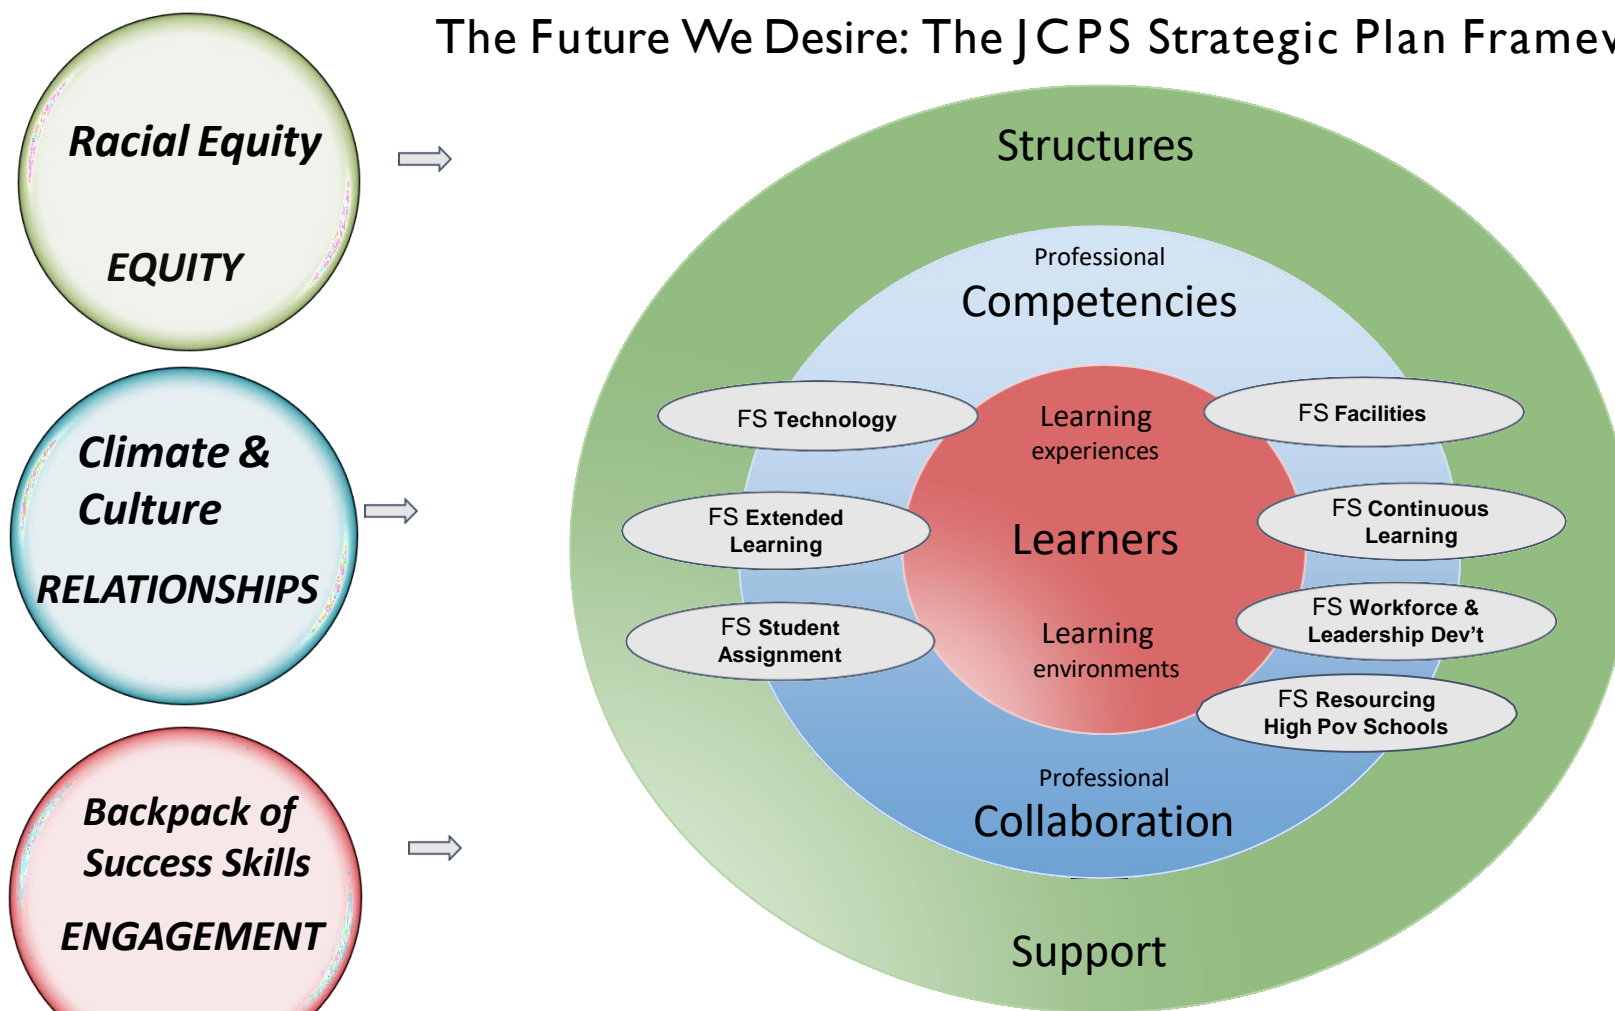 The Future We Desire: The JCPS Strategic Plan
Racial Equity
EQUITY
Climate &
Culture
RELATIONSHIPS
Backpack of
Success Skills
ENGAGEMENT
Structures
Professional
Competencies
FS Technology
Learning
experiences
FS Facilities
FS Extended
Learning
Learners
FS Continuous
Learning
FS Student
Assignment
Learning
environments
FS Workforce &
Leadership Dev't
FS Resourcing
High Pov Schools
Professional
Collaboration
Support